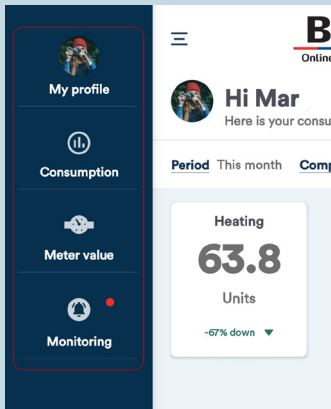 My profile
Consumption
Meter value
Monitoring
B
Online
Hi Mar
Here is your consu
Period This month Comp
Heating
63.8
Units
-67% down